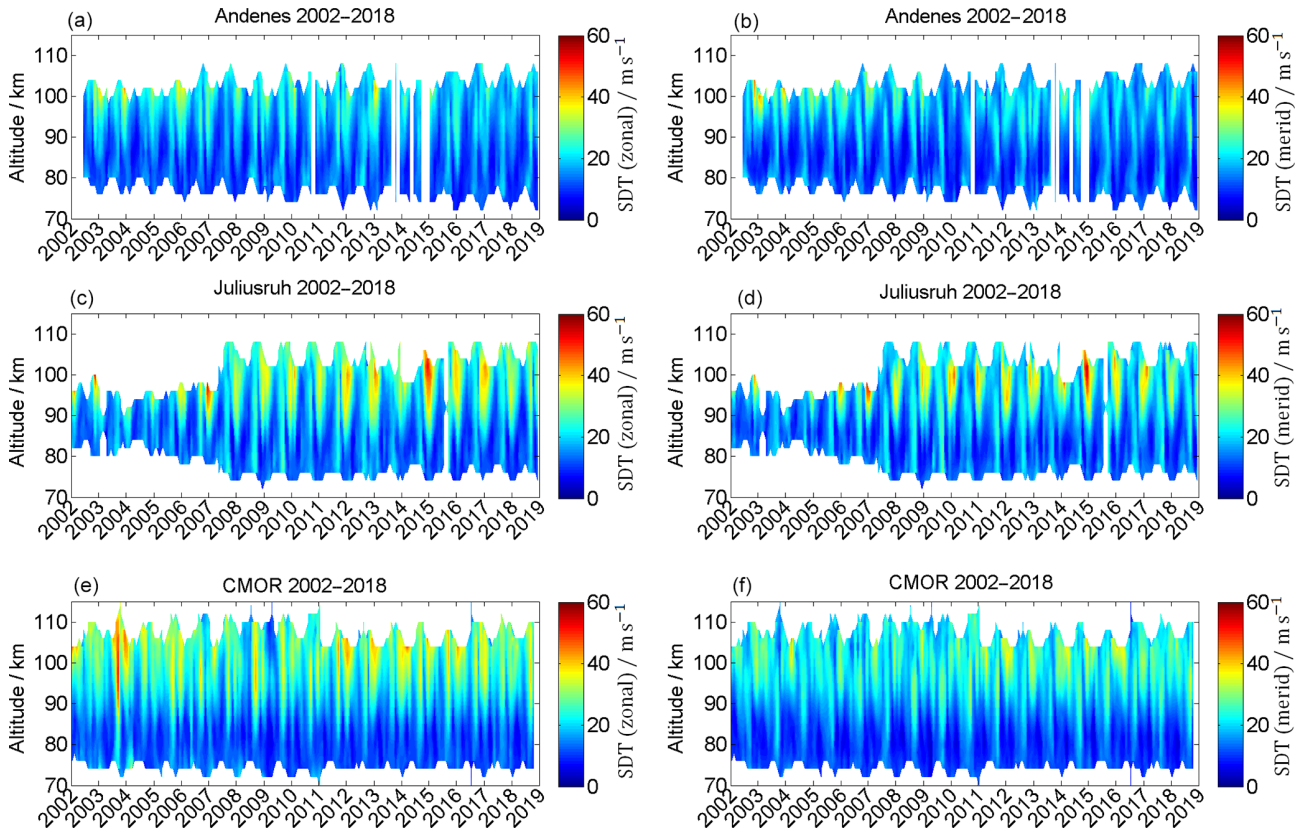 (a) Andenes 2002–2018
60
40
20
0
SDT (zonal) / m s−1
110
100
90
80
70
Altitude / km
2002 2003 2004 2005 2006 2007 2008 2009 2010 2011 2012 2013 2014 2015 2016 2017 2018 2019
(b) Andenes 2002–2018
60
40
20
0
SDT (merid) / m s−1
110
100
90
80
70
Altitude / km
2002 2003 2004 2005 2006 2007 2008 2009 2010 2011 2012 2013 2014 2015 2016 2017 2018 2019
(c) Juliusruh 2002–2018
60
40
20
0
SDT (zonal) / m s−1
110
100
90
80
70
Altitude / km
2002 2003 2004 2005 2006 2007 2008 2009 2010 2011 2012 2013 2014 2015 2016 2017 2018 2019
(d) Juliusruh 2002–2018
60
40
20
0
SDT (merid) / m s−1
110
100
90
80
70
Altitude / km
2002 2003 2004 2005 2006 2007 2008 2009 2010 2011 2012 2013 2014 2015 2016 2017 2018 2019
(e) CMOR 2002–2018
60
40
20
0
SDT (zonal) / m s−1
110
100
90
80
70
Altitude / km
2002 2003 2004 2005 2006 2007 2008 2009 2010 2011 2012 2013 2014 2015 2016 2017 2018 2019
(f) CMOR 2002–2018
60
40
20
0
SDT (merid) / m s−1
110
100
90
80
70
Altitude / km
2002 2003 2004 2005 2006 2007 2008 2009 2010 2011 2012 2013 2014 2015 2016 2017 2018 2019